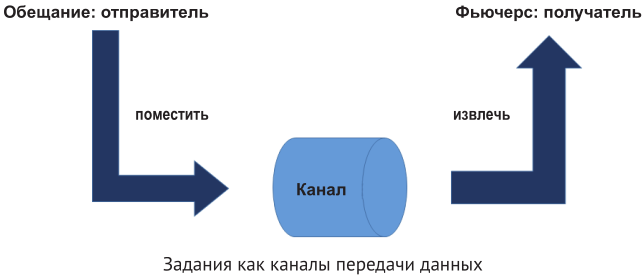 Обещание: отправитель
Фьючерс: получатель
поместить
извлечь
Канал
Задания как каналы передачи данных